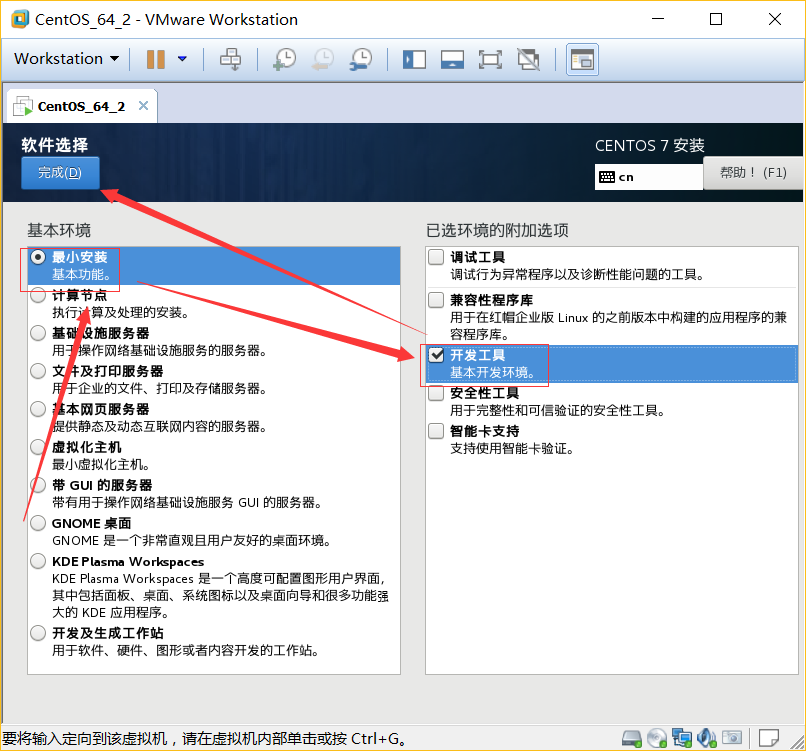 CentOS_64_2 - VMware Workstation
Workstation
CentOS_64_2
软件选择
CENTOS 7 安装
完成(D)
cn
帮助！ (F1)
基本环境
最小安装
基本功能。
计算节点
执行计算及处理的安装。
基础设施服务器
用于操作网络基础设施服务的服务器。
文件及打印服务器
用于企业的文件、打印及存储服务器。
基本网页服务器
提供静态及动态互联网内容的服务器。
虚拟化主机
最小虚拟化主机。
带 GUI 的服务器
带有用于操作网络基础设施服务 GUI 的服务器。
GNOME 桌面
GNOME 是一个非常直观且用户友好的桌面环境。
KDE Plasma Workspaces
KDE Plasma Workspaces 是一个高度可配置图形用户界面,
其中包括面板、桌面、系统图标以及桌面向导和很多功能强
大的 KDE 应用程序。
开发及生成工作站
用于软件、硬件、图形或者内容开发的工作站。
已选环境的附加选项
调试工具
调试行为异常程序以及诊断性能问题的工具。
兼容性程序库
用于在红帽企业版 Linux 的之前版本中构建的应用程序的兼
容程序库。
开发工具
基本开发环境。
安全性工具
用于完整性和可信验证的安全性工具。
智能卡支持
支持使用智能卡验证。
要将输入定向到该虚拟机，请在虚拟机内部单击或按 Ctrl+G。